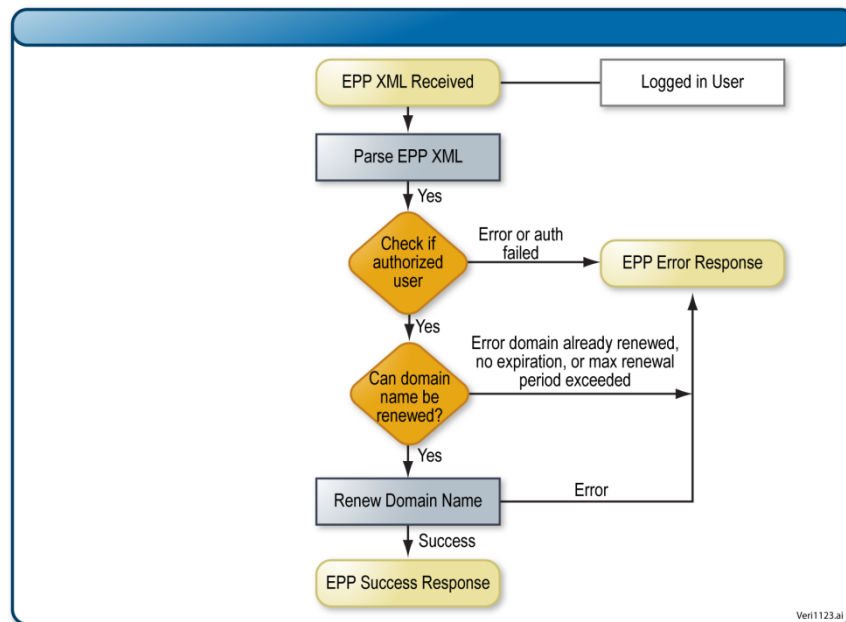 EPP XML Received
Logged in User
Parse EPP XML
Yes
Check if
authorized
user
Error or auth
failed
EPP Error Response
Yes
Error domain already renewed,
no expiration, or max renewal
period exceeded
Can domain
name be
renewed?
Yes
Renew Domain Name
Error
Success
EPP Success Response
Veri1123.ai